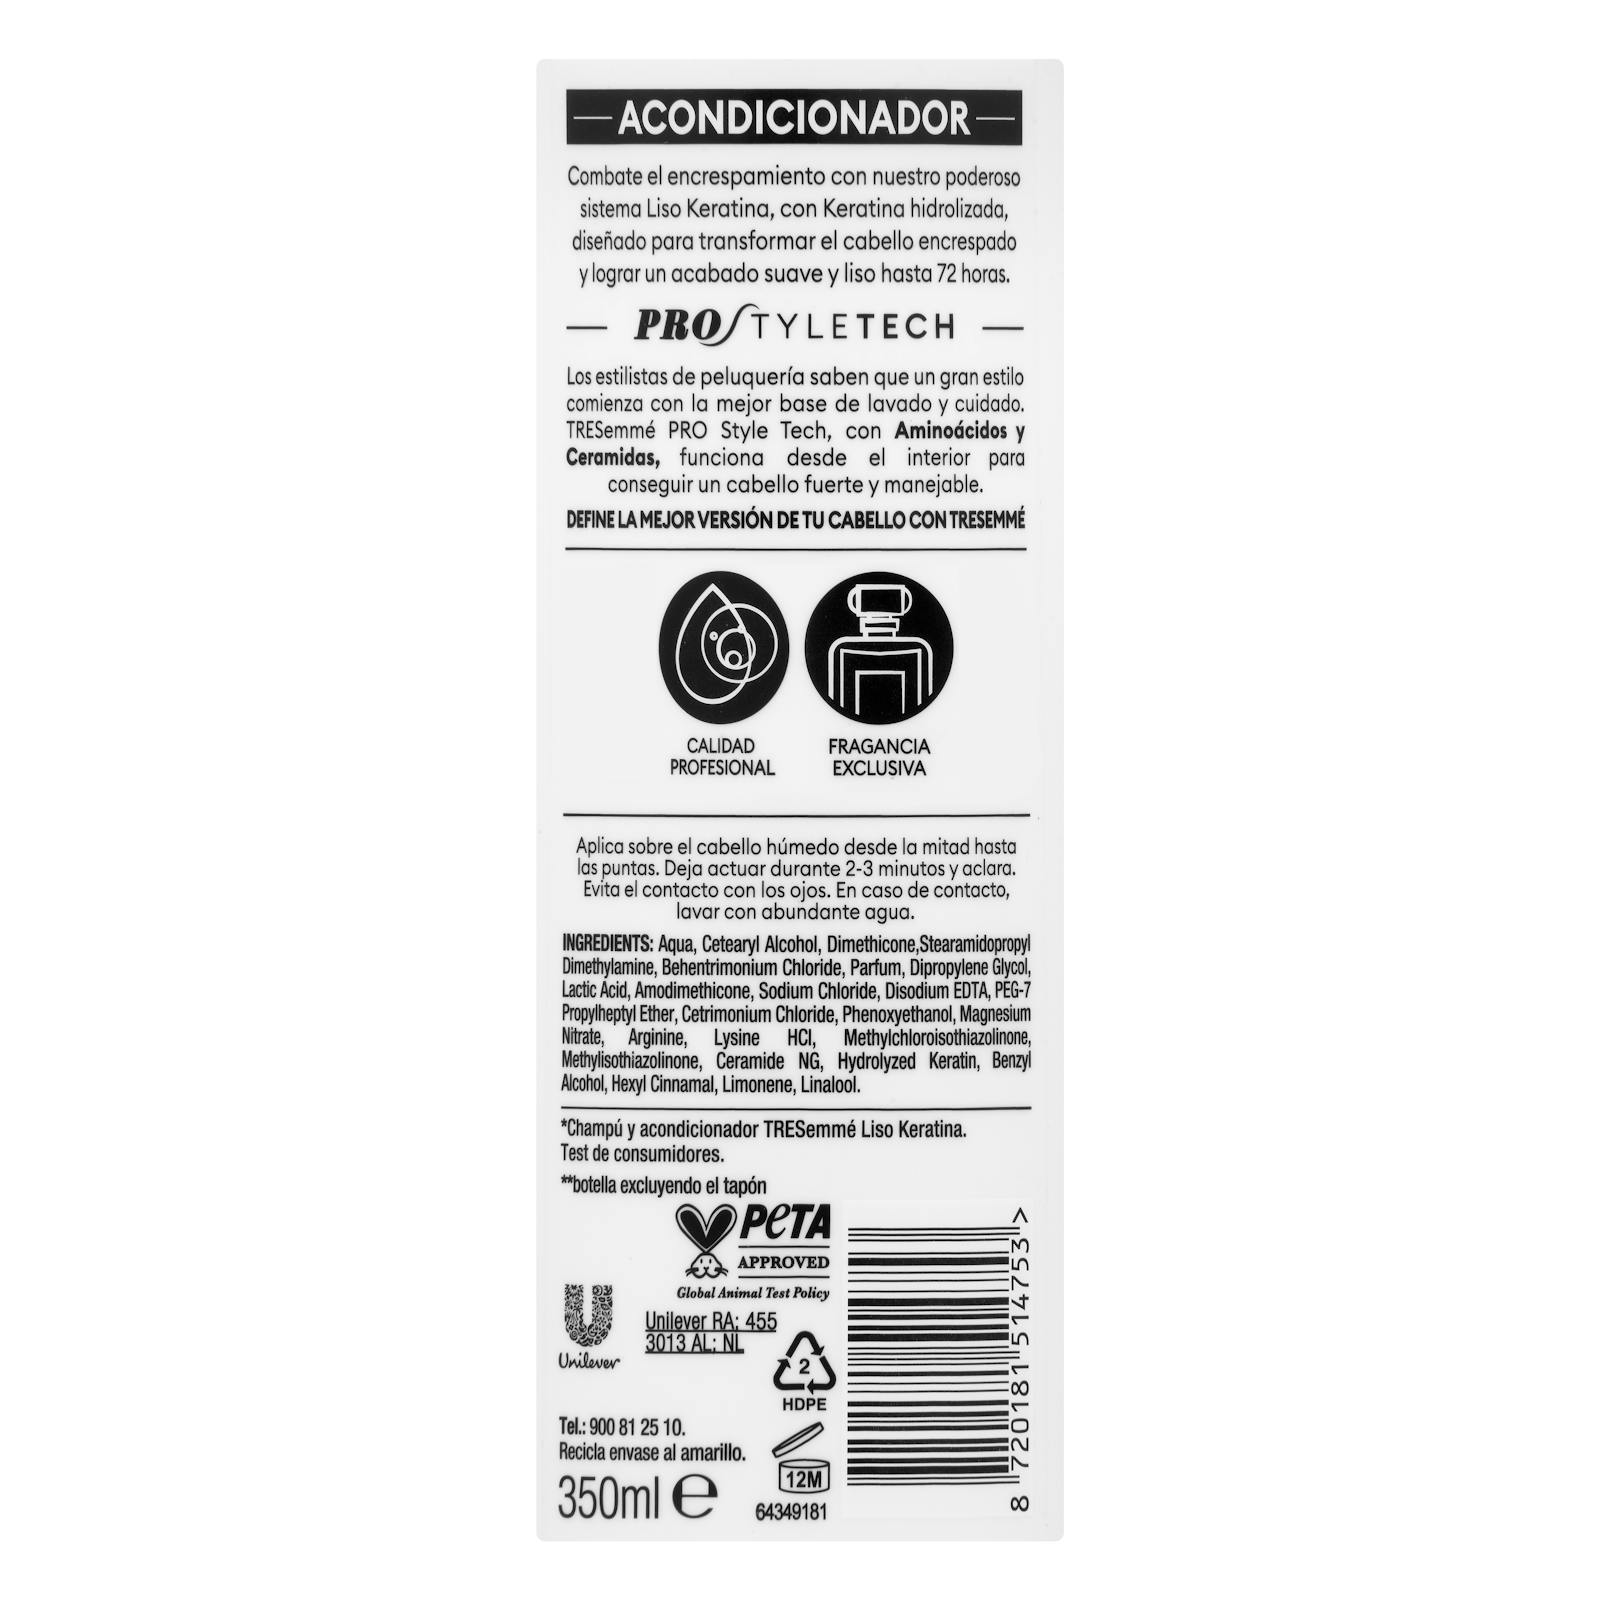 ACONDICIONADOR
Combate el encrespamiento con nuestro poderoso
sistema Liso Keratina, con Keratina hidrolizada,
diseñado para transformar el cabello encrespado
y lograr un acabado suave y liso hasta 72 horas.
PRO STYLETECH
Los estilistas de peluquería saben que un gran estilo
comienza con la mejor base de lavado y cuidado.
TRESemmé PRO Style Tech, con Aminoácidos y
Ceramidas, funciona desde el interior para
conseguir un cabello fuerte y manejable.
DEFINE LA MEJOR VERSIÓN DE TU CABELLO CON TRESEMMÉ
CALIDAD
PROFESIONAL
FRAGANCIA
EXCLUSIVA
Aplica sobre el cabello húmedo desde la mitad hasta
las puntas. Deja actuar durante 2-3 minutos y aclara.
Evita el contacto con los ojos. En caso de contacto,
lavar con abundante agua.
INGREDIENTS: Aqua, Cetearyl Alcohol, Dimethicone,Stearamidopropyl
Dimethylamine, Behentrimonium Chloride, Parfum, Dipropylene Glycol,
Lactic Acid, Amodimethicone, Sodium Chloride, Disodium EDTA, PEG-7
Propylheptyl Ether, Cetrimonium Chloride, Phenoxyethanol, Magnesium
Nitrate, Arginine, Lysine HCl, Methylchloroisothiazolinone,
Methylisothiazolinone, Ceramide NG, Hydrolyzed Keratin, Benzyl
Alcohol, Hexyl Cinnamal, Limonene, Linalool.
*Champú y acondicionador TRESemmé Liso Keratina.
Test de consumidores.
**botella excluyendo el tapón
PETA
APPROVED
Global Animal Test Policy
Unilever
Unilever RA: 455
3013 AL: NL
2
HDPE
Tel.: 900 81 25 10.
Recicla envase al amarillo.
350ml e
12M
64349181
8 720181 514753 >